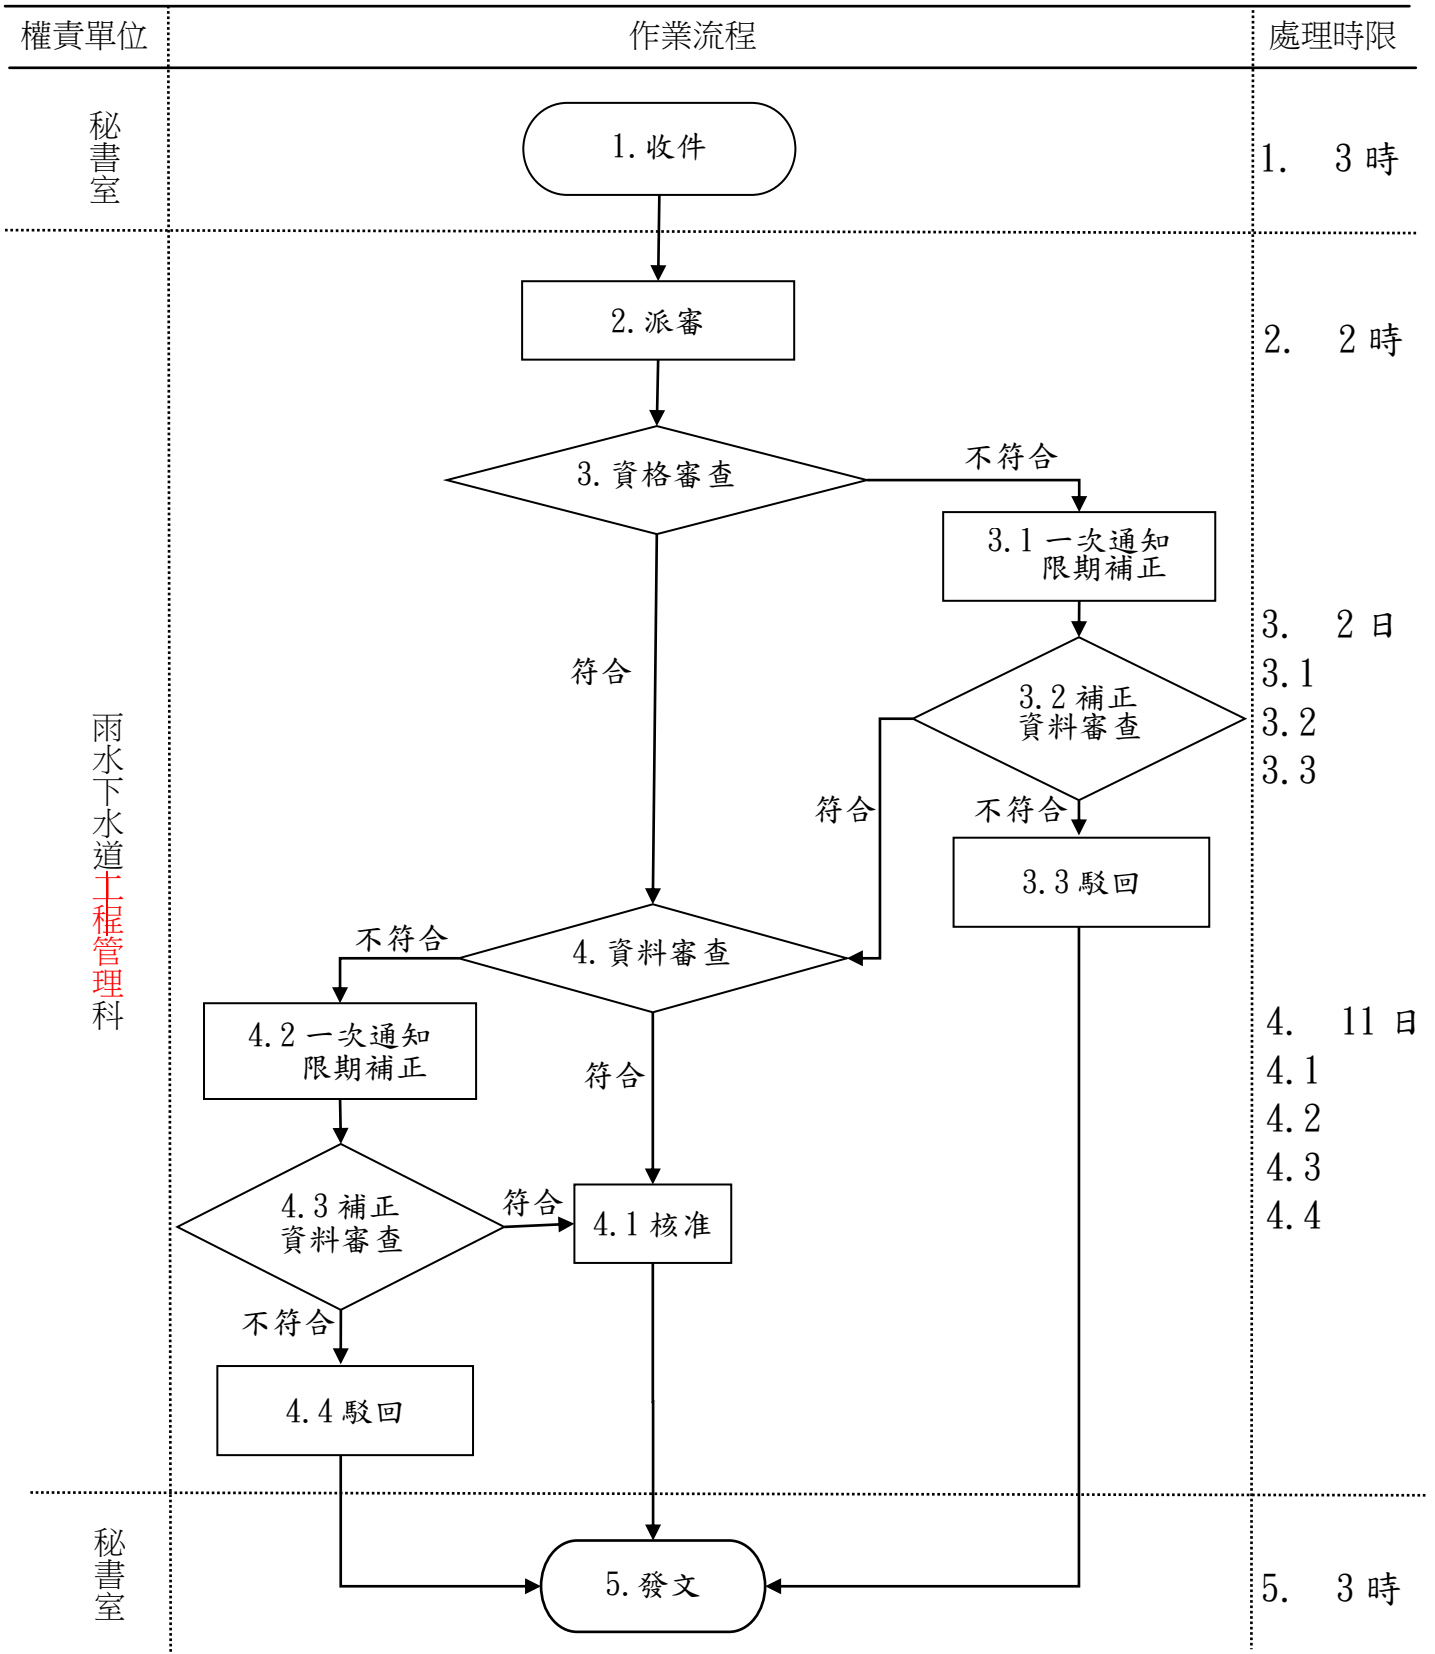 權責單位
作業流程
處理時限
秘書室
1.收件
1. 3時
2.派審
2. 2時
3.資格審查
不符合
3.1一次通知
限期補正
符合
3.2補正
資料審查
3. 2日
3.1
3.2
3.3
符合
不符合
3.3駁回
雨水下水道工程管理科
4.資料審查
不符合
4.2一次通知
限期補正
符合
4. 11日
4.1
4.2
4.3
4.4
4.3補正
資料審查
符合
4.1核准
不符合
4.4駁回
秘書室
5.發文
5. 3時